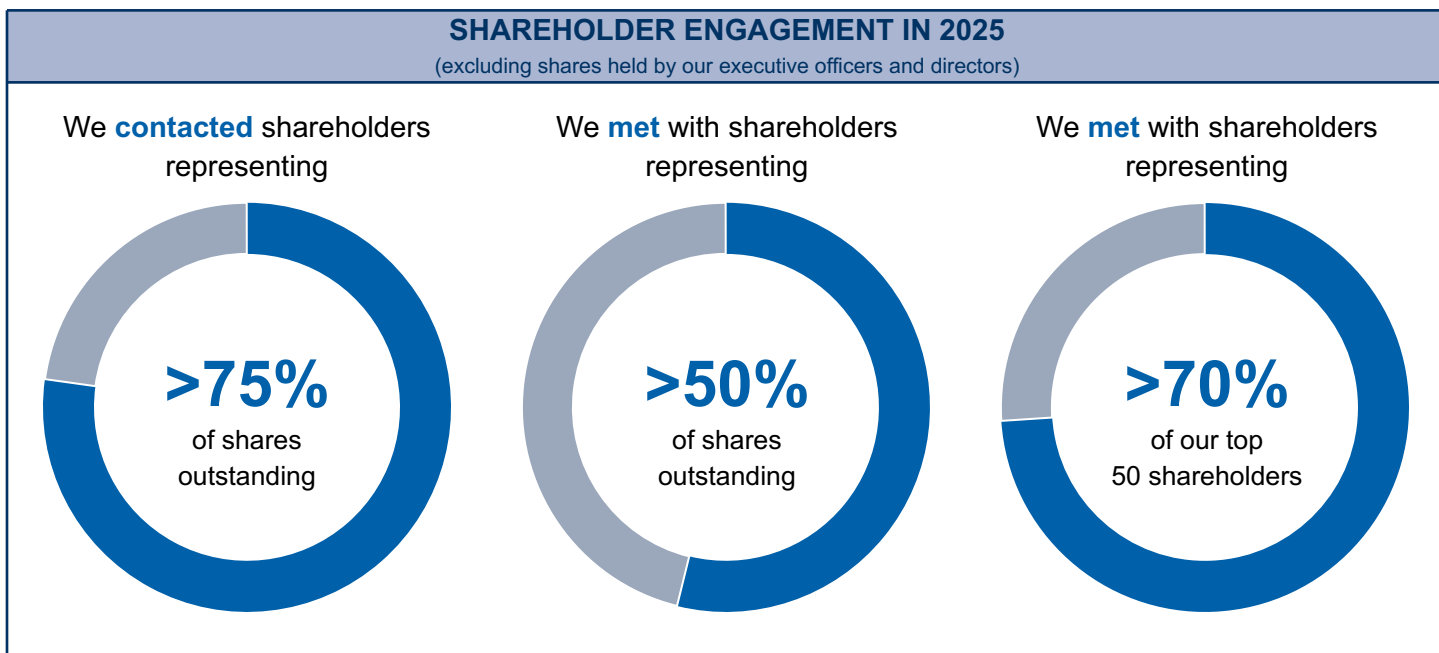 SHAREHOLDER ENGAGEMENT IN 2025
(excluding shares held by our executive officers and directors)
We contacted shareholders
representing
>75%
of shares
outstanding
We met with shareholders
representing
>50%
of shares
outstanding
We met with shareholders
representing
>70%
of our top
50 shareholders